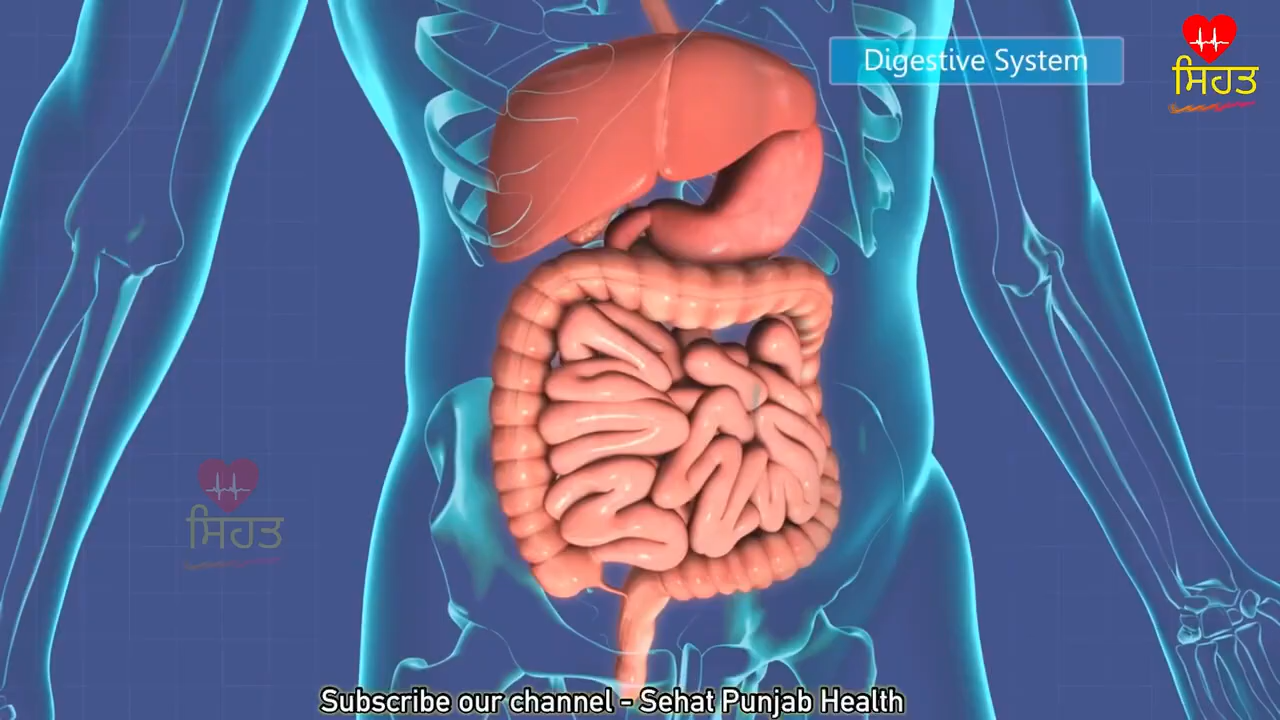 Digestive System
ਸਿਹਤ
ਸਿਹਤ
Subscribe our channel - Sehat Punjab Health